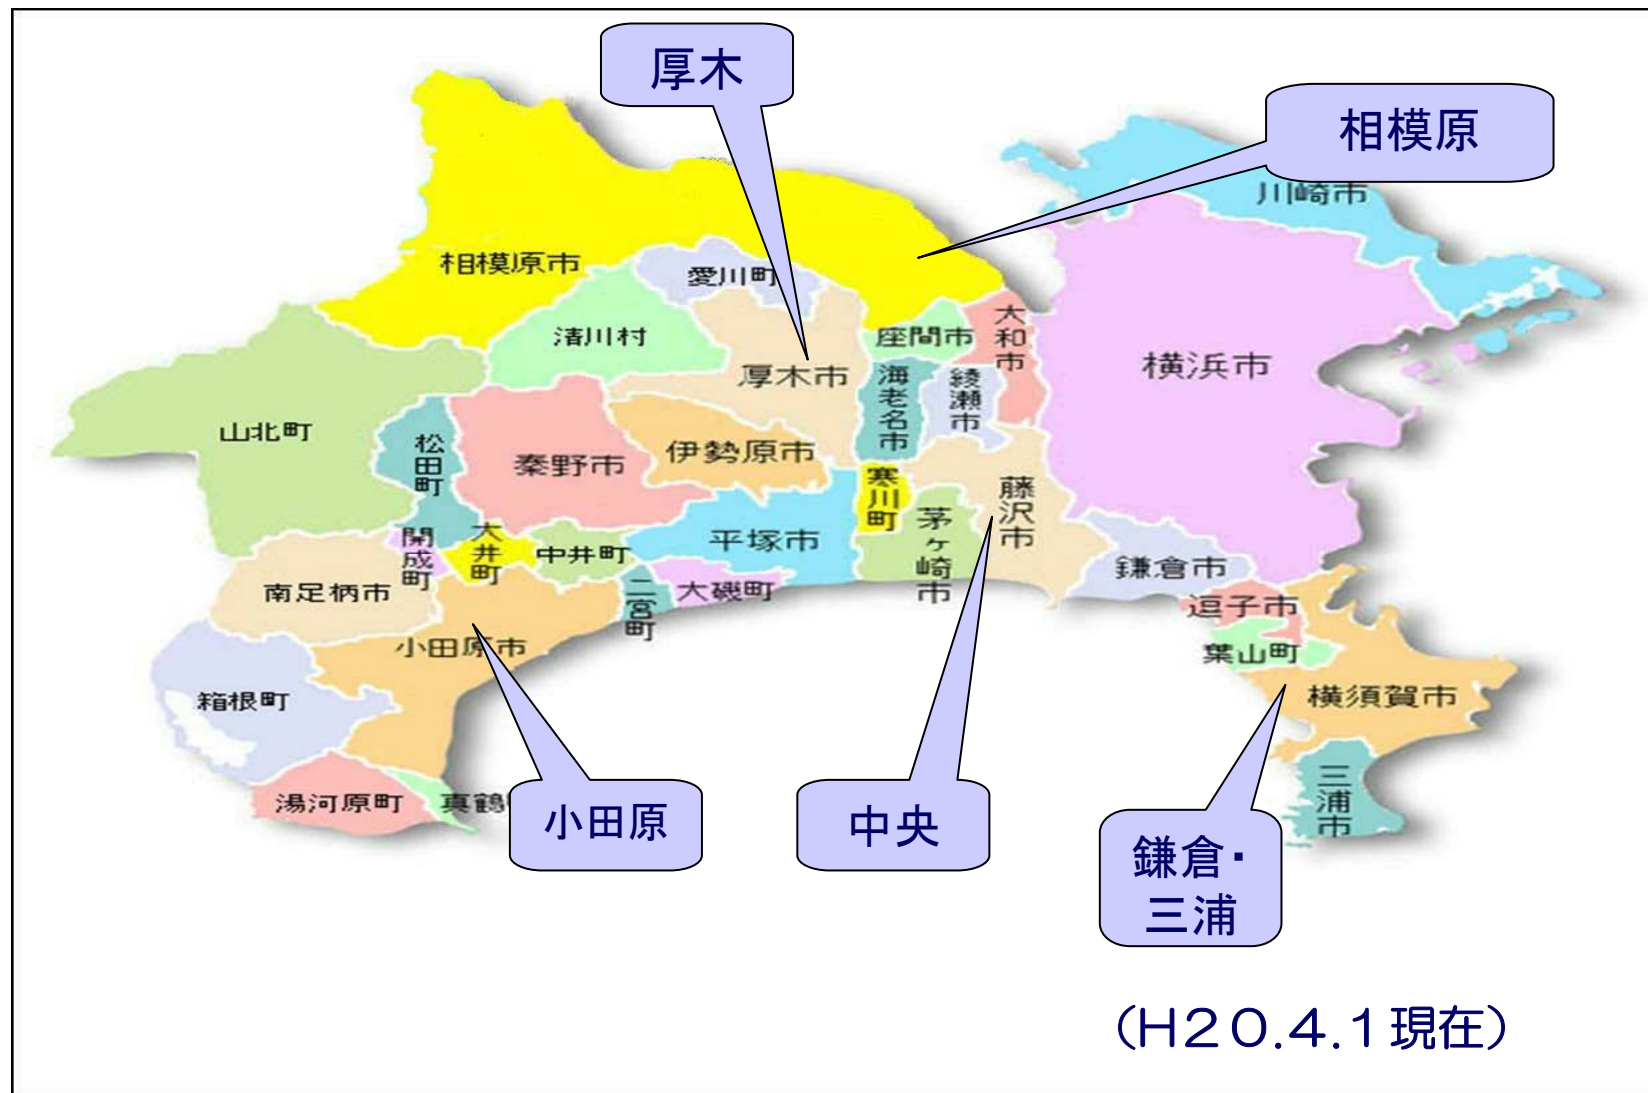 厚木
相模原
川崎市
相模原市
愛川町
清川村
座間市
大和市
厚木市
海老名市
綾瀬市
横浜市
山北町
松田町
秦野市
伊勢原市
寒川町
茅ヶ崎市
藤沢市
開成町
大井町
中井町
平塚市
鎌倉市
南足柄市
二宮町
大磯町
逗子市
小田原市
葉山町
箱根町
横須賀市
湯河原町
真鶴
三浦市
小田原
中央
鎌倉・
三浦
（H２０.４.１現在）